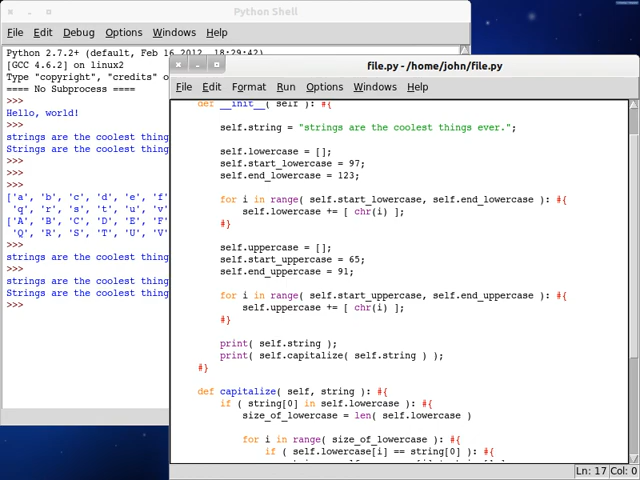 Python Shell
File Edit Debug Options Windows Help
Python 2.7.2+ (default, Feb 16 2012, 18:29:42)
[GCC 4.6.2] on linux2
Type "copyright", "credits" o
==== No Subprocess ====
>>>
Hello, world!
>>>
strings are the coolest thing
Strings are the coolest thing
>>>
>>>
>>>
['a', 'b', 'c', 'd', 'e', 'f'
'q', 'r', 's', 't', 'u', 'v'
['A', 'B', 'C', 'D', 'E', 'F'
'Q', 'R', 'S', 'T', 'U', 'V'
>>>
strings are the coolest thing
>>>
strings are the coolest thing
Strings are the coolest thing
>>>
file.py - /home/john/file.py
File Edit Format Run Options Windows Help
def __init__( self ): #{
self.string = "strings are the coolest things ever.";
self.lowercase = [];
self.start_lowercase = 97;
self.end_lowercase = 123;
for i in range( self.start_lowercase, self.end_lowercase ): #{
self.lowercase += [ chr(i) ];
#}
self.uppercase = [];
self.start_uppercase = 65;
self.end_uppercase = 91;
for i in range( self.start_uppercase, self.end_uppercase ): #{
self.uppercase += [ chr(i) ];
#}
print( self.string );
print( self.capitalize( self.string ) );
#}
def capitalize( self, string ): #{
if ( string[0] in self.lowercase ): #{
size_of_lowercase = len( self.lowercase )
for i in range( size_of_lowercase ): #{
if ( self.lowercase[i] == string[0] ): #{
Ln: 17 Col: 0